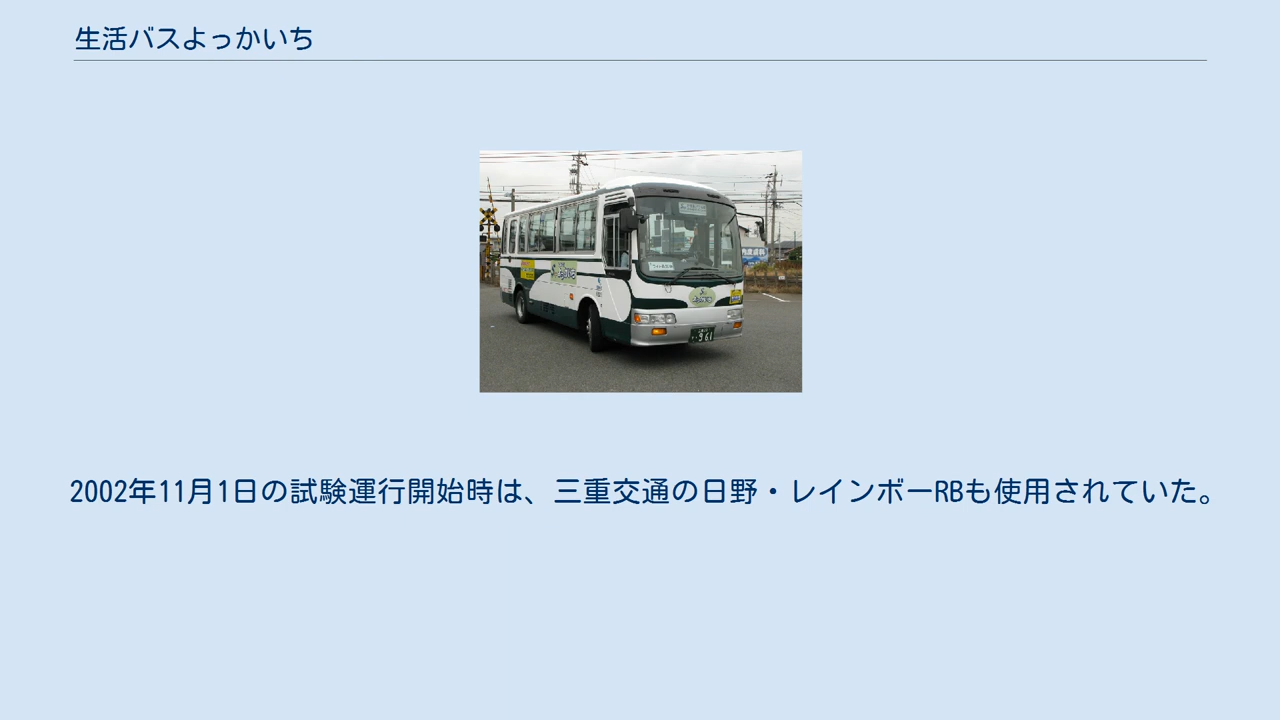 生活バスよっかいち
961
2002年11月1日の試験運行開始時は、三重交通の日野・レインボーRBも使用されていた。